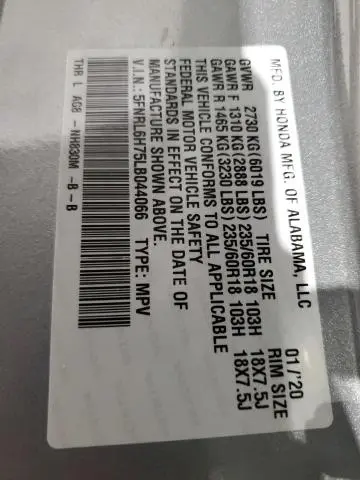 MFD. BY HONDA MFG. OF ALABAMA, LLC 01/'20
GVWR 2730 KG(6019 LBS) TIRE SIZE RIM SIZE
GAWR F 1310 KG(2888 LBS) 235/60R18 103H 18X7.5J
GAWR R 1465 KG(3230 LBS) 235/60R18 103H 18X7.5J
THIS VEHICLE CONFORMS TO ALL APPLICABLE
FEDERAL MOTOR VEHICLE SAFETY
STANDARDS IN EFFECT ON THE DATE OF
MANUFACTURE SHOWN ABOVE.
V.I.N.: 5FNRL6H75LB044066 TYPE: MPV
THR L AC8 - NH830M -B -B